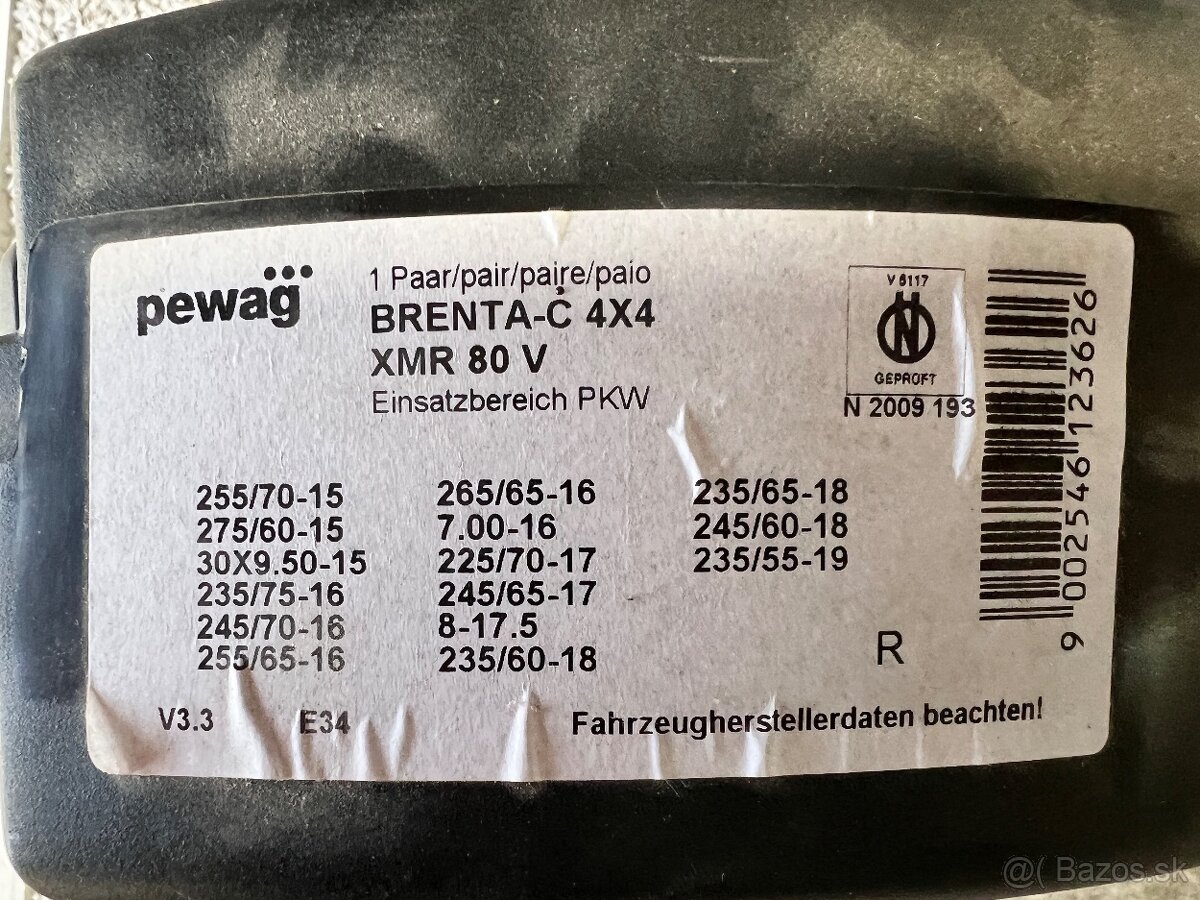 pewag
1 Paar/pair/paire/paio
BRENTA-C 4X4
XMR 80 V
Einsatzbereich PKW
V 5117
N
GEPRÜFT
N 2009 193
9 002546 123626
255/70-15
275/60-15
30X9.50-15
235/75-16
245/70-16
255/65-16
265/65-16
7.00-16
225/70-17
245/65-17
8-17.5
235/60-18
235/65-18
245/60-18
235/55-19
R
V3.3
E34
Fahrzeugherstellerdaten beachten!
@( Bazos.sk